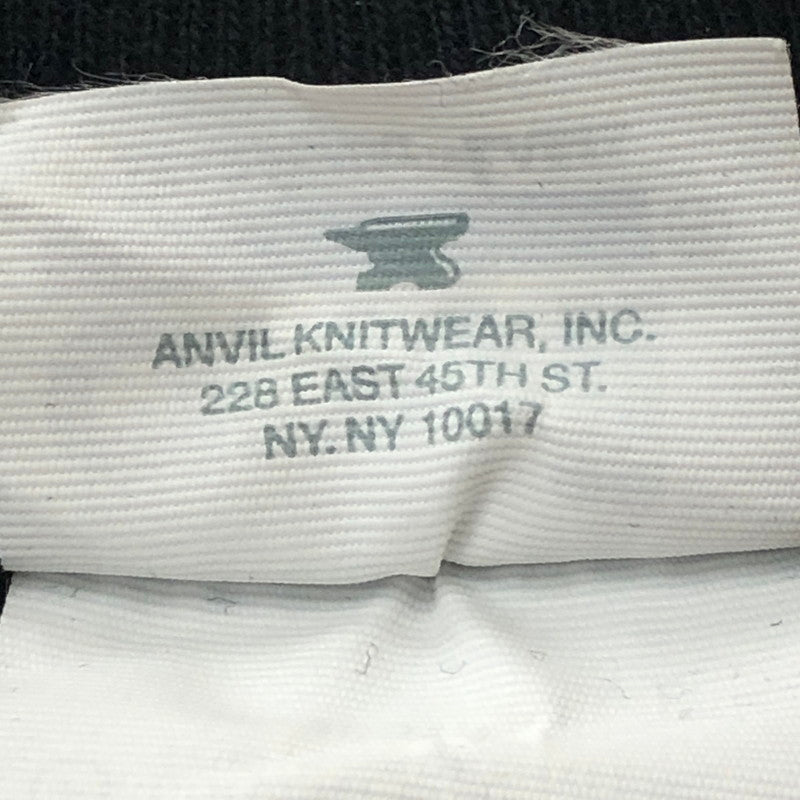 ANVIL KNITWEAR, INC.
228 EAST 45TH ST.
NY. NY 10017